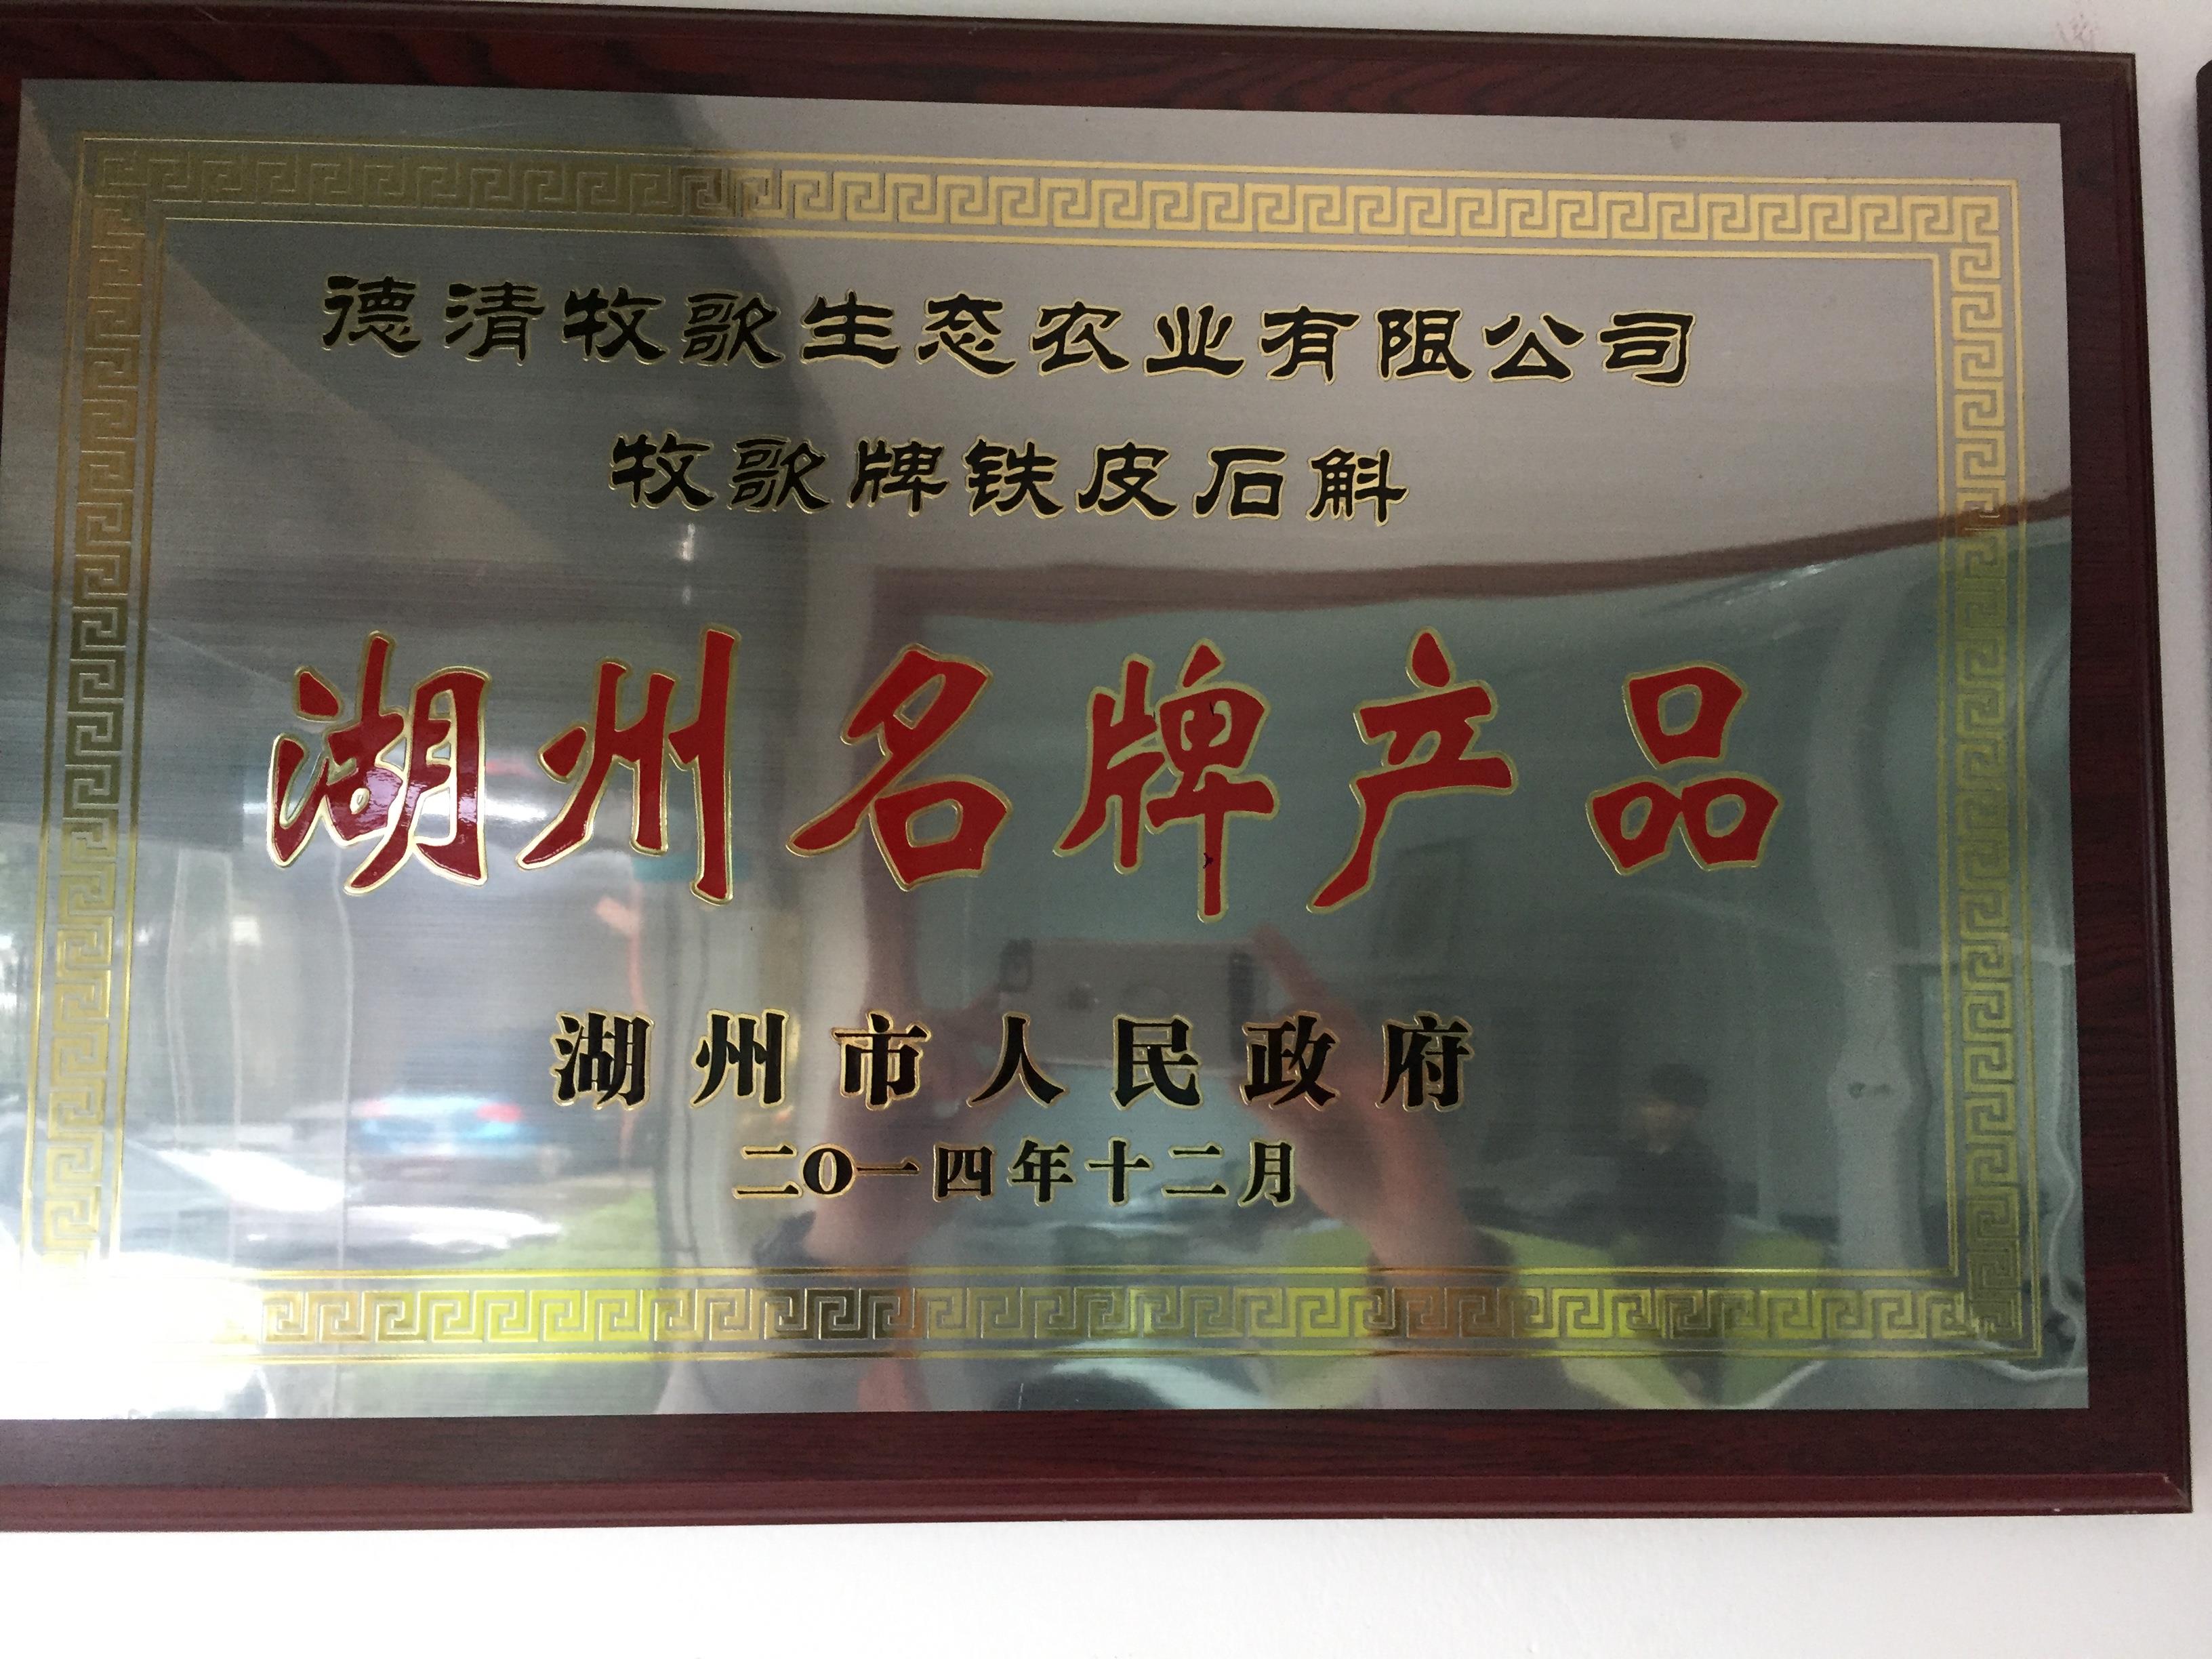 德清牧歌生态农业有限公司
牧歌牌铁皮石斛
湖州名牌产品
湖州市人民政府
二O一四年十二月